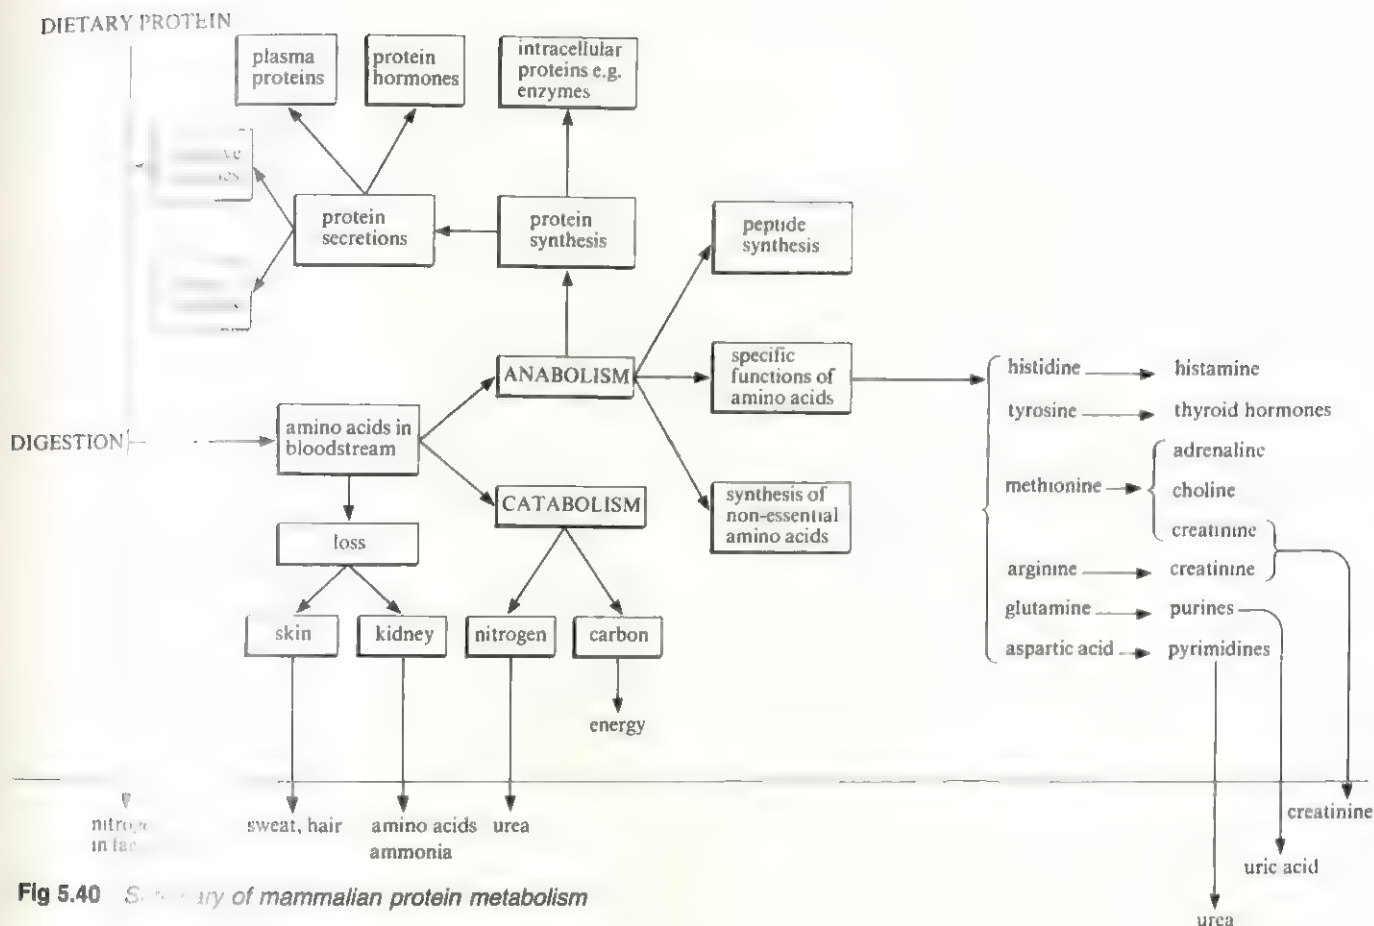 DIETARY PROTEIN
plasma
proteins
protein
hormones
intracellular
proteins e.g.
enzymes
protein
secretions
protein
synthesis
peptide
synthesis
ANABOLISM
specific
functions of
amino acids
histidine
histamine
tyrosine
thyroid hormones
DIGESTION
amino acids in
bloodstream
adrenaline
methionine
choline
creatinine
CATABOLISM
synthesis of
non-essential
amino acids
loss
arginine
creatinine
glutamine
purines
aspartic acid
pyrimidines
skin
kidney
nitrogen
carbon
energy
in
sweat, hair
amino acids
ammonia
urea
creatinine
uric acid
urea
Fig 5.40 of mammalian protein metabolism